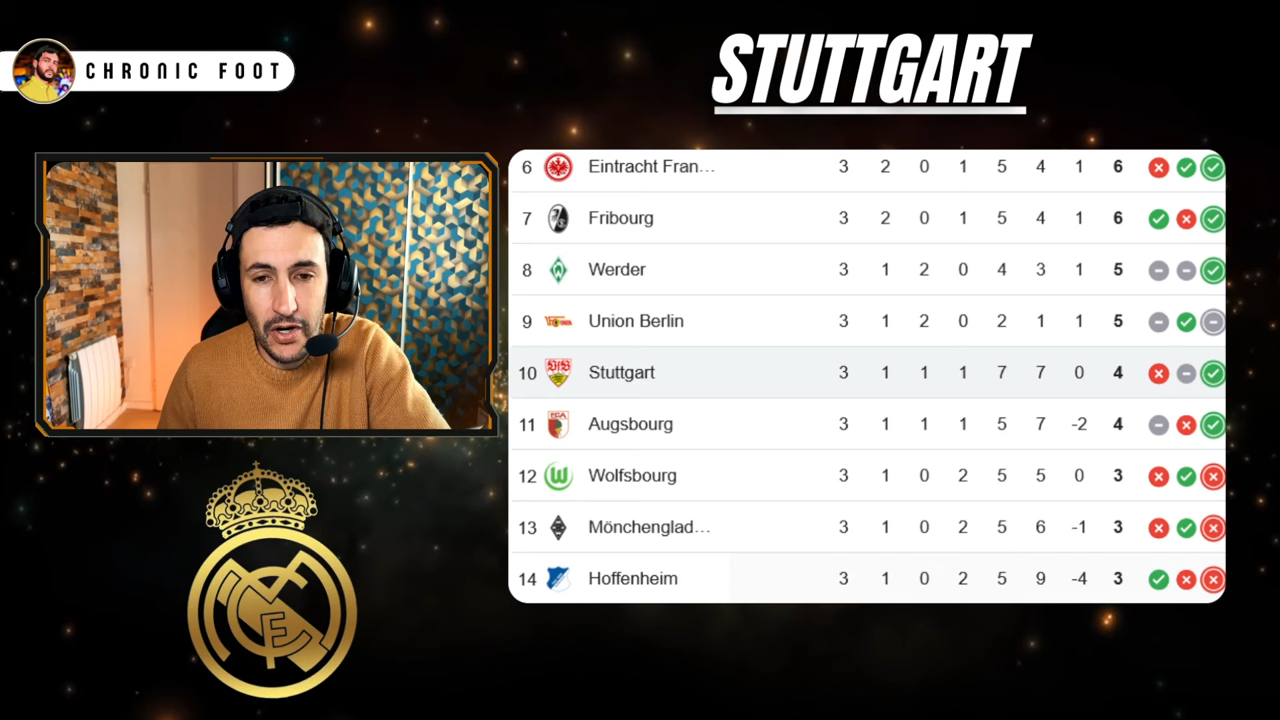 CHRONIC FOOT
STUTTGART
6 Eintracht Fran... 3 2 0 1 5 4 1 6
7 Fribourg 3 2 0 1 5 4 1 6
8 Werder 3 1 2 0 4 3 1 5
9 Union Berlin 3 1 2 0 2 1 1 5
10 Stuttgart 3 1 1 1 7 7 0 4
11 Augsbourg 3 1 1 1 5 7 -2 4
12 Wolfsbourg 3 1 0 2 5 5 0 3
13 Mönchenglad... 3 1 0 2 5 6 -1 3
14 Hoffenheim 3 1 0 2 5 9 -4 3